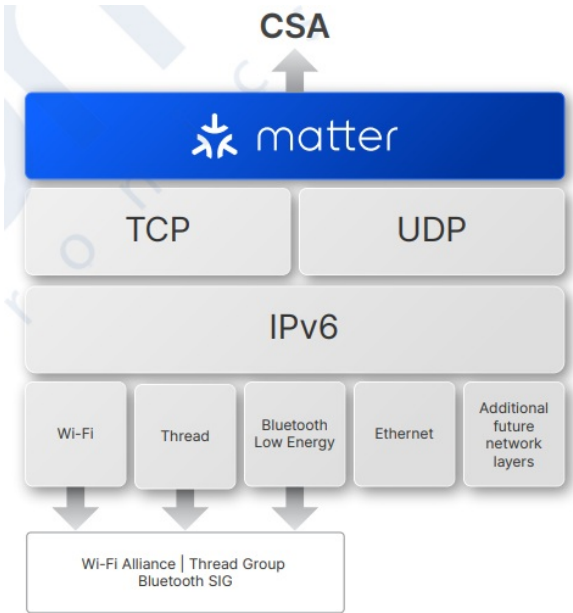 CSA
matter
TCP
UDP
IPv6
Wi-Fi
Thread
Bluetooth
Low Energy
Ethernet
Additional
future
network
layers
Wi-Fi Alliance | Thread Group
Bluetooth SIG